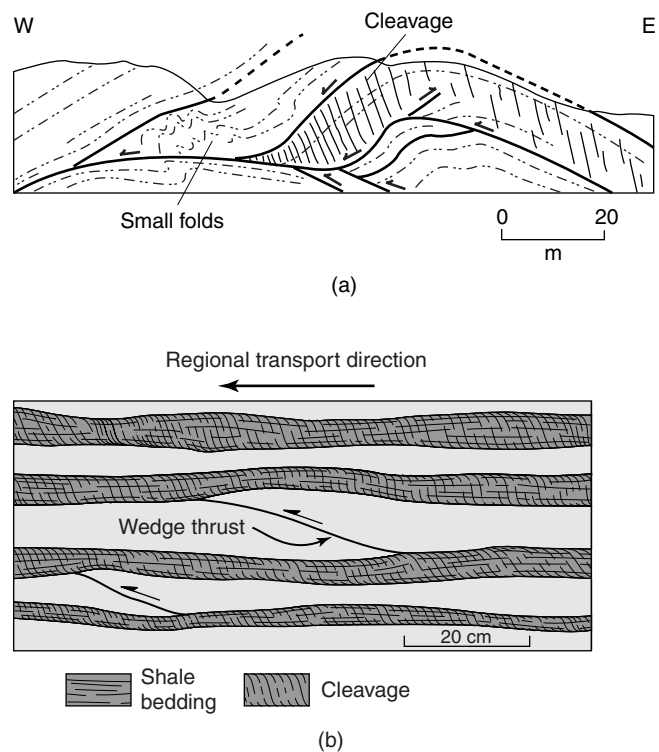 W
Cleavage
E
Small folds
0 20
m
(a)
Regional transport direction
Wedge thrust
20 cm
Shale
bedding
Cleavage
(b)